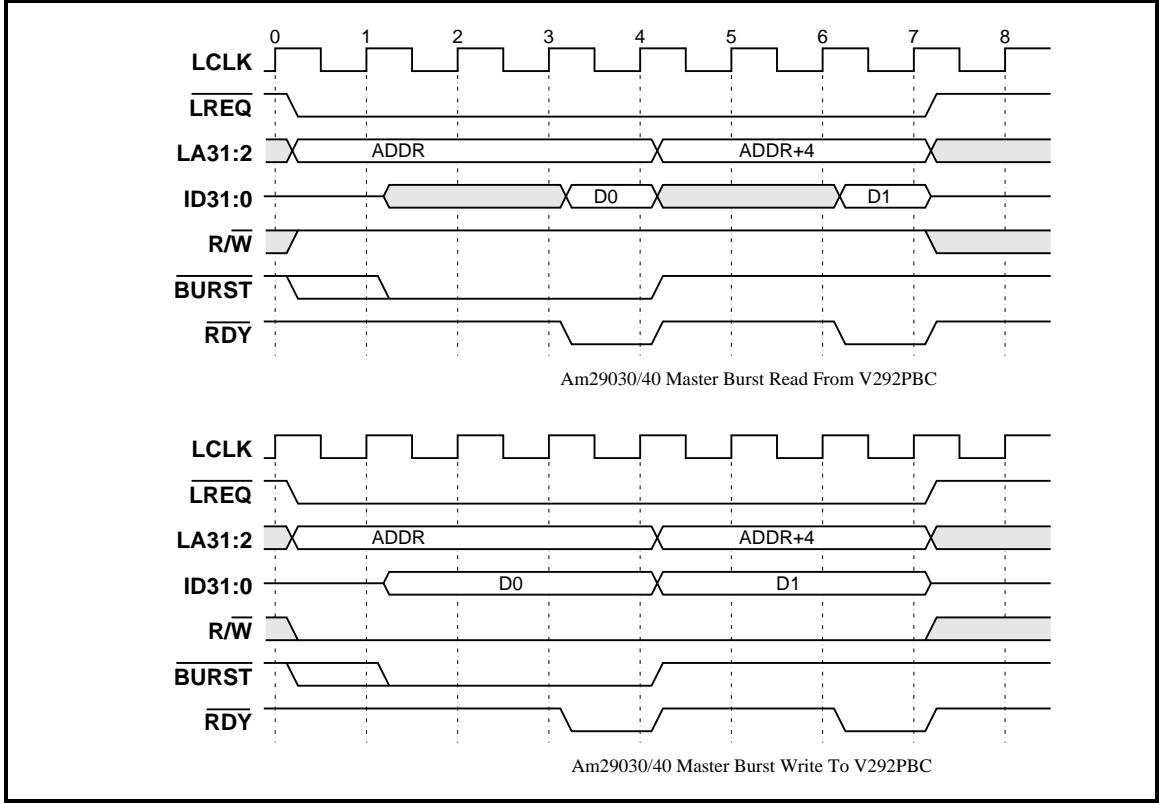 0 1 2 3 4 5 6 7 8
LCLK
LREQ
LA31:2 ADDR ADDR+4
ID31:0 D0 D1
R/W
BURST
RDY
Am29030/40 Master Burst Read From V292PBC
LCLK
LREQ
LA31:2 ADDR ADDR+4
ID31:0 D0 D1
R/W
BURST
RDY
Am29030/40 Master Burst Write To V292PBC